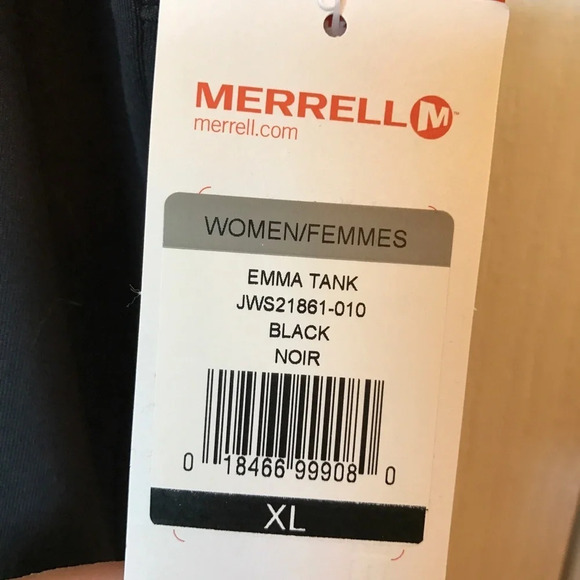 MERRELL M
merrell.com
WOMEN/FEMMES
EMMA TANK
JWS21861-010
BLACK
NOIR
0 18466 99908 0
XL